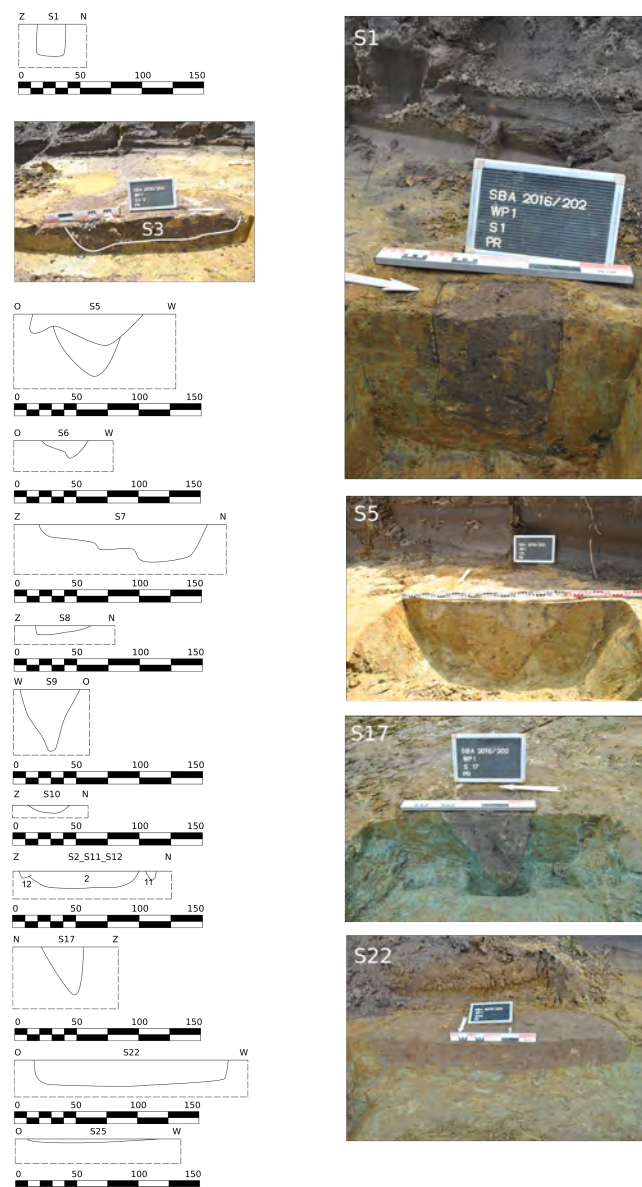 Z S1 N
0 50 100 150
S3
O S5 W
0 50 100 150
O S6 W
0 50 100 150
Z S7 N
0 50 100 150
Z S8 N
0 50 100 150
W S9 O
0 50 100 150
Z S10 N
0 50 100 150
Z S2_S11_S12 N
12 2 11
0 50 100 150
N S17 Z
0 50 100 150
O S22 W
0 50 100 150
O S25 W
0 50 100 150
S1
SBA 2016/202
WP1
S1
PR
S5
S17
SBA 2016/202
WP1
S 17
PR
S22